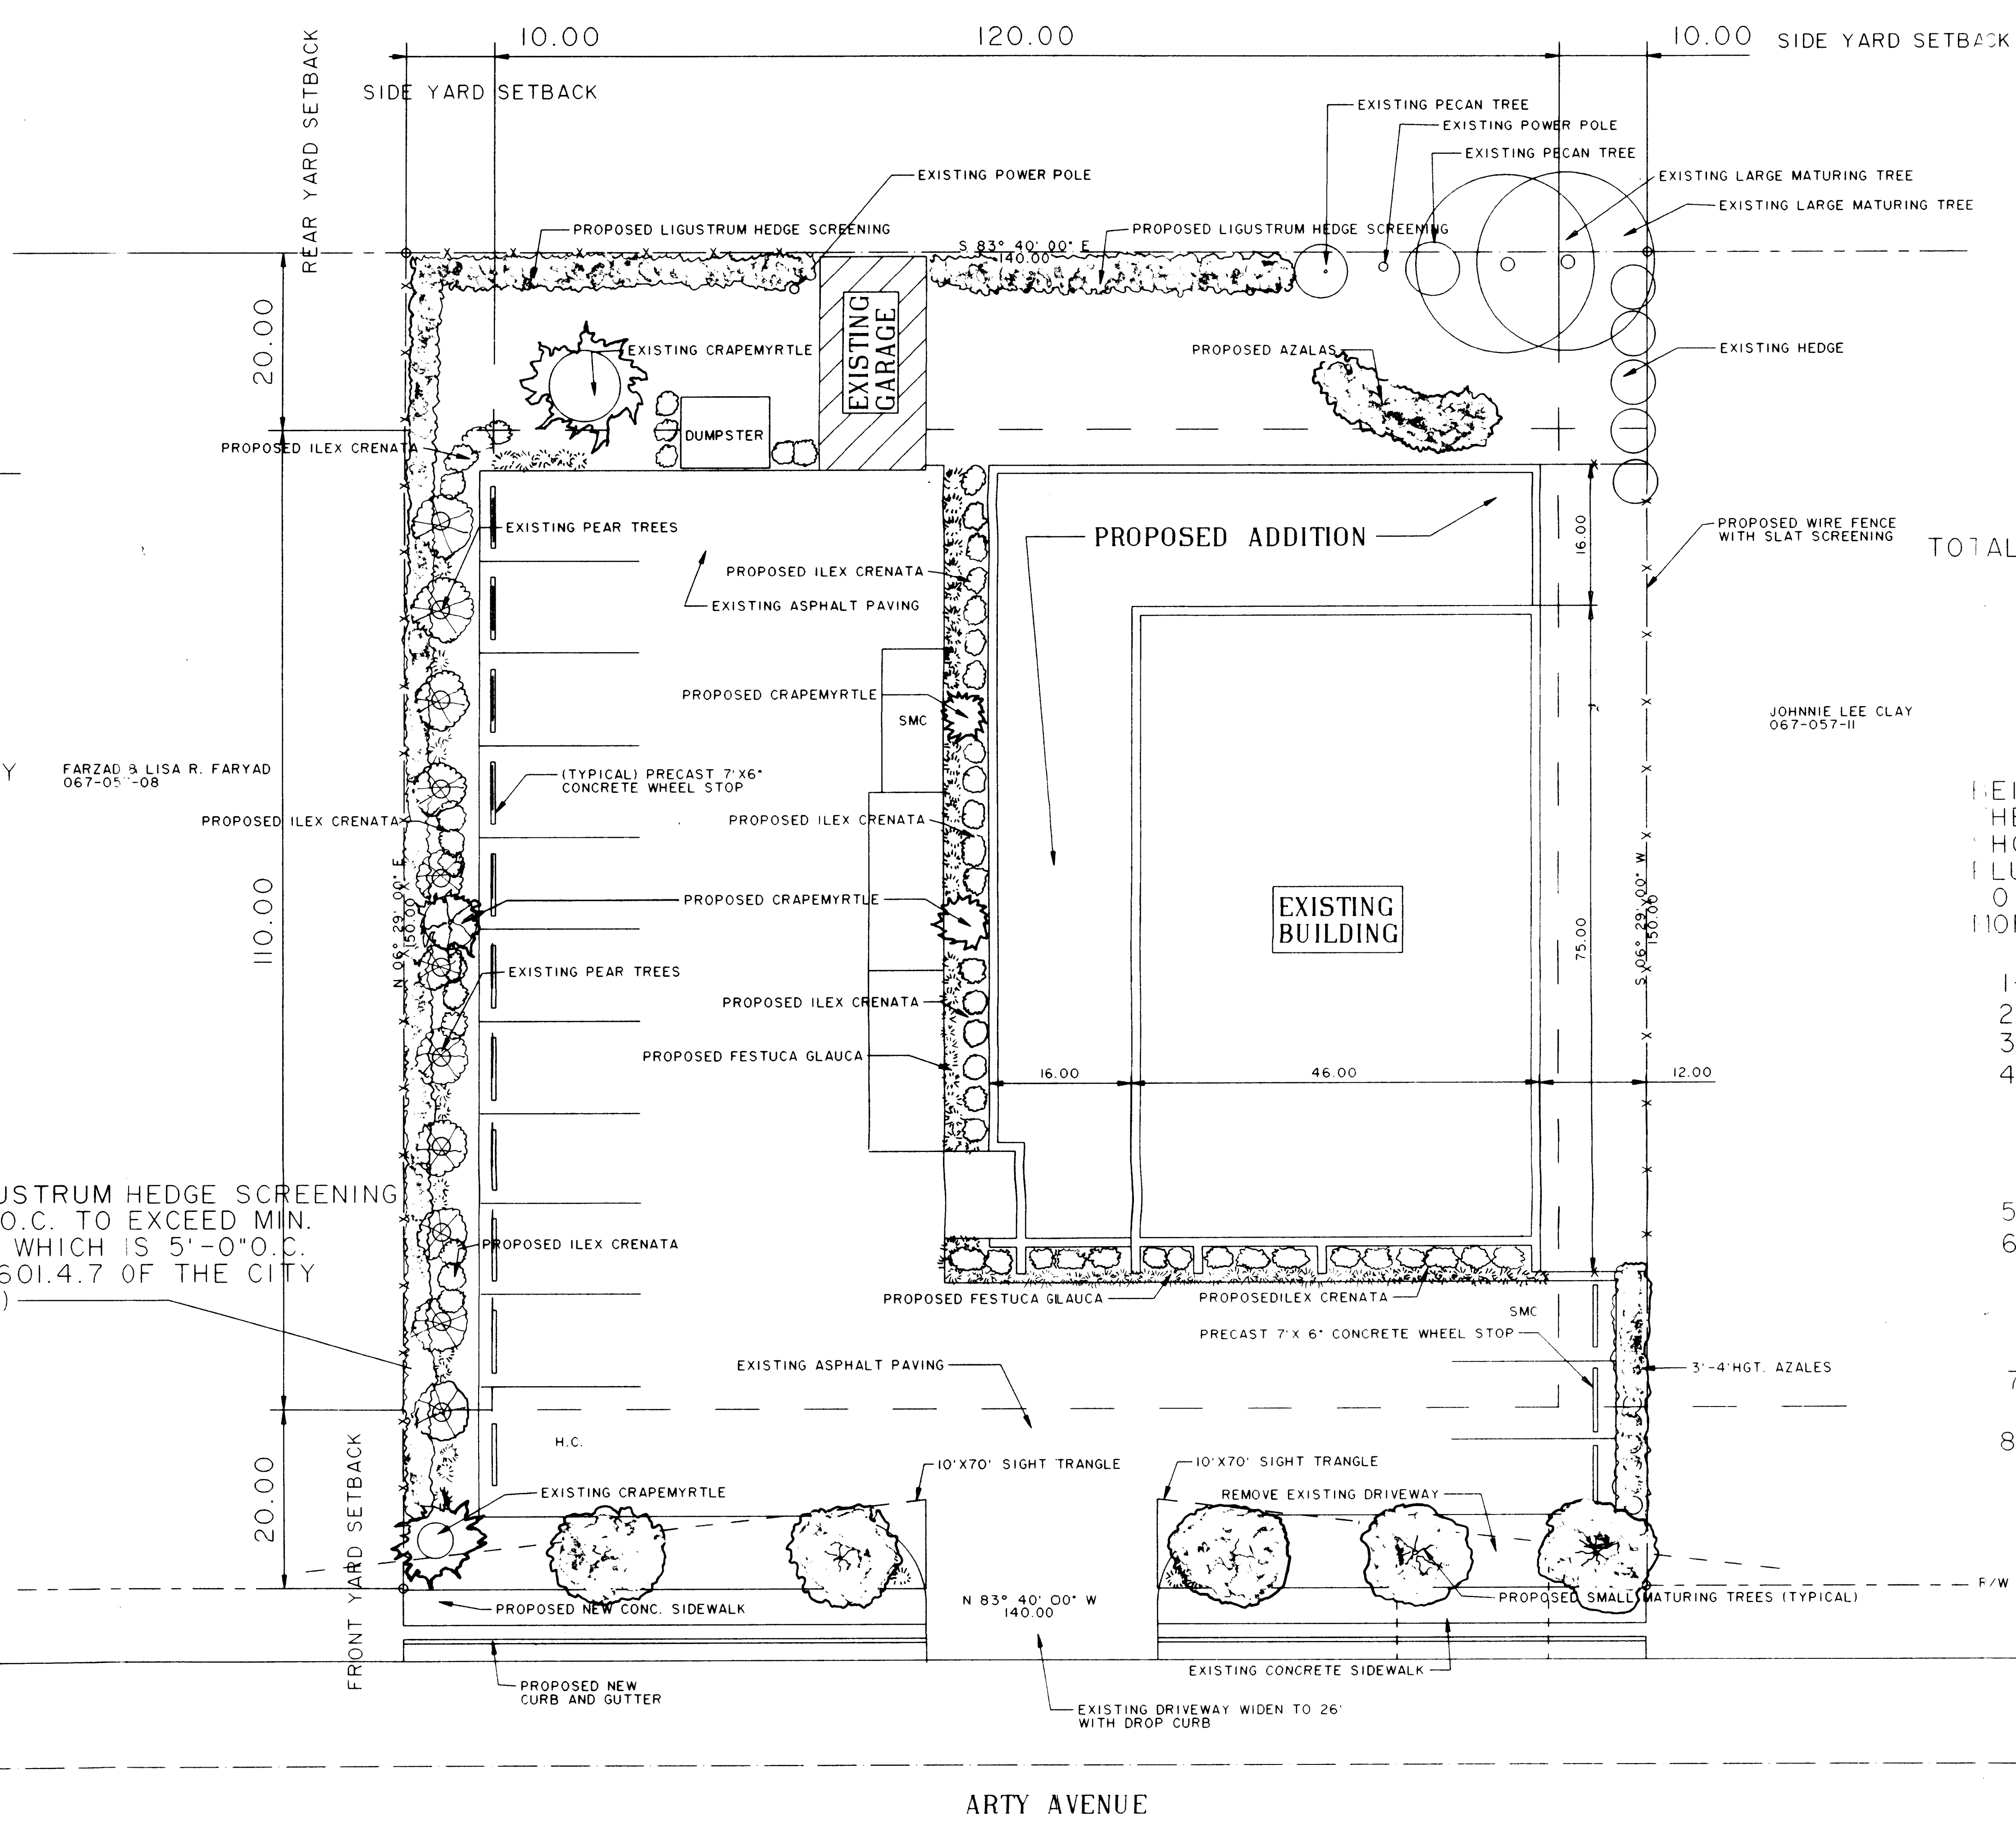 10.00
120.00
10.00 SIDE YARD SETBACK
SIDE YARD SETBACK
REAR YARD SETBACK
EXISTING PECAN TREE
EXISTING POWER POLE
EXISTING PECAN TREE
EXISTING POWER POLE
EXISTING LARGE MATURING TREE
EXISTING LARGE MATURING TREE
PROPOSED LIGUSTRUM HEDGE SCREENING
PROPOSED LIGUSTRUM HEDGE SCREENING
S 83° 40' 00" E
140.00
20.00
EXISTING
GARAGE
EXISTING CRAPEMYRTLE
PROPOSED AZALAS
EXISTING HEDGE
DUMPSTER
PROPOSED ILEX CRENATA
EXISTING PEAR TREES
PROPOSED ADDITION
16.00
PROPOSED WIRE FENCE
WITH SLAT SCREENING
TOTAL
PROPOSED ILEX CRENATA
EXISTING ASPHALT PAVING
PROPOSED CRAPEMYRTLE
SMC
JOHNNIE LEE CLAY
067-057-11
Y
FARZAD & LISA R. FARYAD
(TYPICAL) PRECAST 7'X6"
CONCRETE WHEEL STOP
PROPOSED ILEX CRENATA
PROPOSED ILEX CRENATA
N 06° 29' 00" E
150.00
110.00
PROPOSED CRAPEMYRTLE
EXISTING
BUILDING
75.00
S 06° 29' 00" W
150.00
EXISTING PEAR TREES
PROPOSED ILEX CRENATA
1
2
3
4
PROPOSED FESTUCA GLAUCA
16.00
46.00
12.00
USTRUM HEDGE SCREENING
O.C. TO EXCEED MIN.
WHICH IS 5'-0"O.C.
601.4.7 OF THE CITY
)
5
6
PROPOSED ILEX CRENATA
PROPOSED FESTUCA GLAUCA
PROPOSEDILEX CRENATA
SMC
PRECAST 7'X 6" CONCRETE WHEEL STOP
EXISTING ASPHALT PAVING
3'-4'HGT. AZALES
7
8
H.C.
20.00
FRONT YARD SETBACK
10'X70' SIGHT TRANGLE
10'X70' SIGHT TRANGLE
EXISTING CRAPEMYRTLE
REMOVE EXISTING DRIVEWAY
R/W
N 83° 40' 00" W
140.00
PROPOSED NEW CONC. SIDEWALK
PROPOSED SMALL MATURING TREES (TYPICAL)
EXISTING CONCRETE SIDEWALK
PROPOSED NEW
CURB AND GUTTER
EXISTING DRIVEWAY WIDEN TO 26'
WITH DROP CURB
ARTY AVENUE